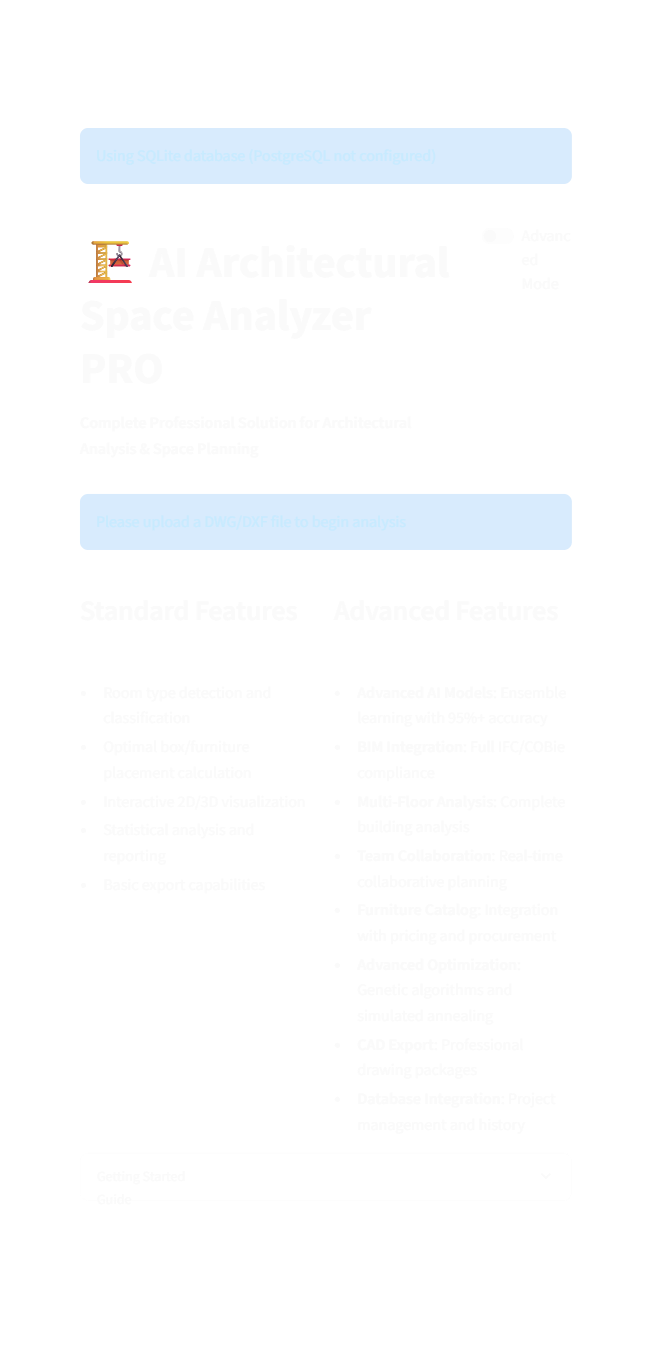 Using SQLite database (PostgreSQL not configured)
Advanc
ed
Mode
AI Architectural
Space Analyzer
PRO
Complete Professional Solution for Architectural
Analysis & Space Planning
Please upload a DWG/DXF file to begin analysis
Standard Features
• Room type detection and
classification
• Optimal box/furniture
placement calculation
• Interactive 2D/3D visualization
• Statistical analysis and
reporting
• Basic export capabilities
Advanced Features
• Advanced AI Models: Ensemble
learning with 95%+ accuracy
• BIM Integration: Full IFC/COBie
compliance
• Multi-Floor Analysis: Complete
building analysis
• Team Collaboration: Real-time
collaborative planning
• Furniture Catalog: Integration
with pricing and procurement
• Advanced Optimization:
Genetic algorithms and
simulated annealing
• CAD Export: Professional
drawing packages
• Database Integration: Project
management and history
Getting Started
Guide